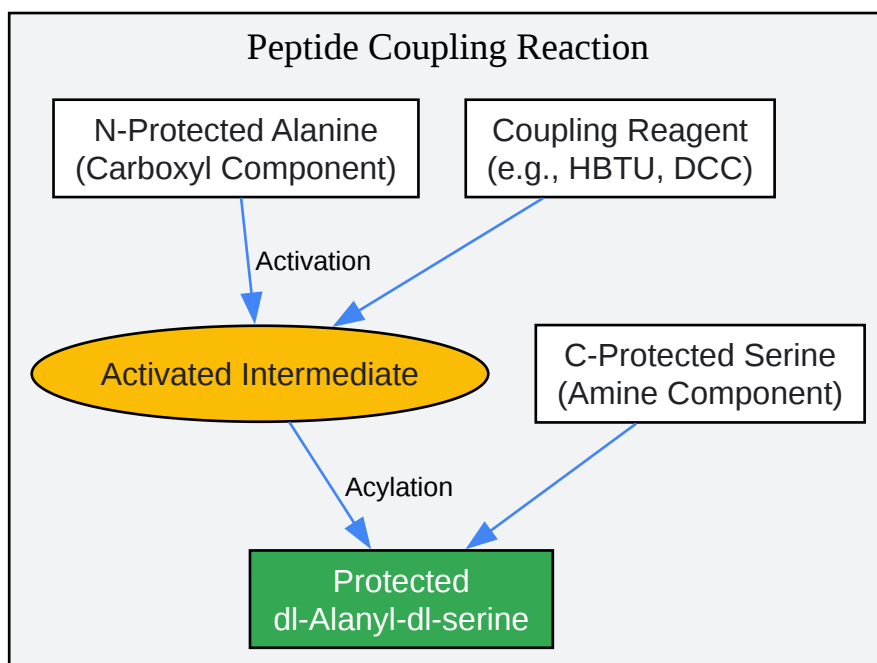 Peptide Coupling Reaction
N-Protected Alanine
(Carboxyl Component)
Coupling Reagent
(e.g., HBTU, DCC)
Activation
Activated Intermediate
C-Protected Serine
(Amine Component)
Acylation
Protected
dl-Alanyl-dl-serine